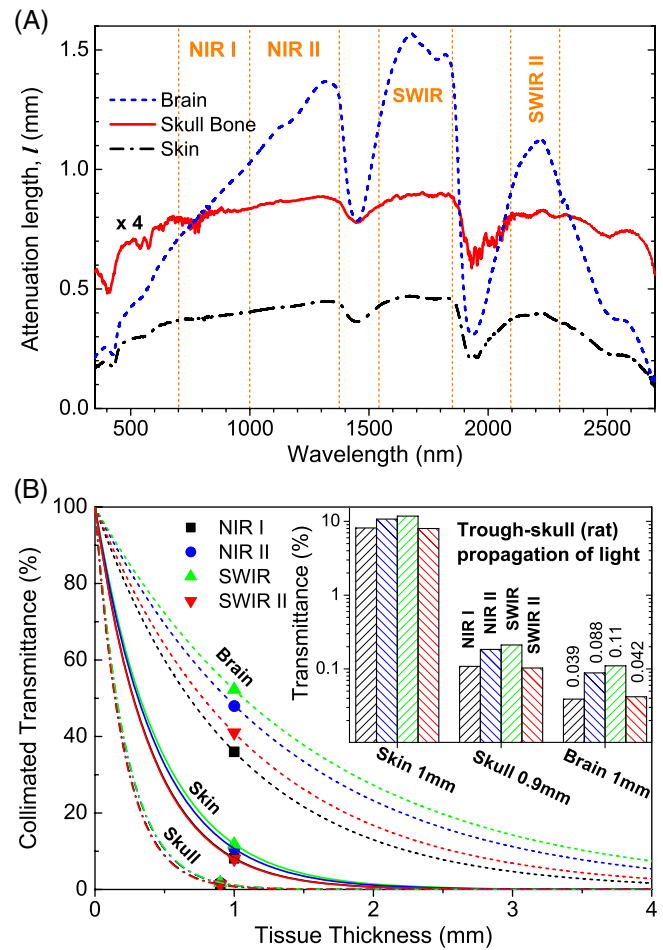 (A)
1.5
1.0
0.5
0.0
Attenuation length, l (mm)
NIR I
NIR II
SWIR
SWIR II
Brain
Skull Bone
Skin
x 4
500
1000
1500
2000
2500
Wavelength (nm)
(B)
100
80
60
40
20
0
Collimated Transmittance (%)
NIR I
NIR II
SWIR
SWIR II
Brain
Skin
Skull
Transmittance (%)
10
1
0.1
Trough-skull (rat)
propagation of light
NIR I
NIR II
SWIR
SWIR II
0.039
0.088
0.11
0.042
Skin 1mm
Skull 0.9mm
Brain 1mm
0
1
2
3
4
Tissue Thickness (mm)